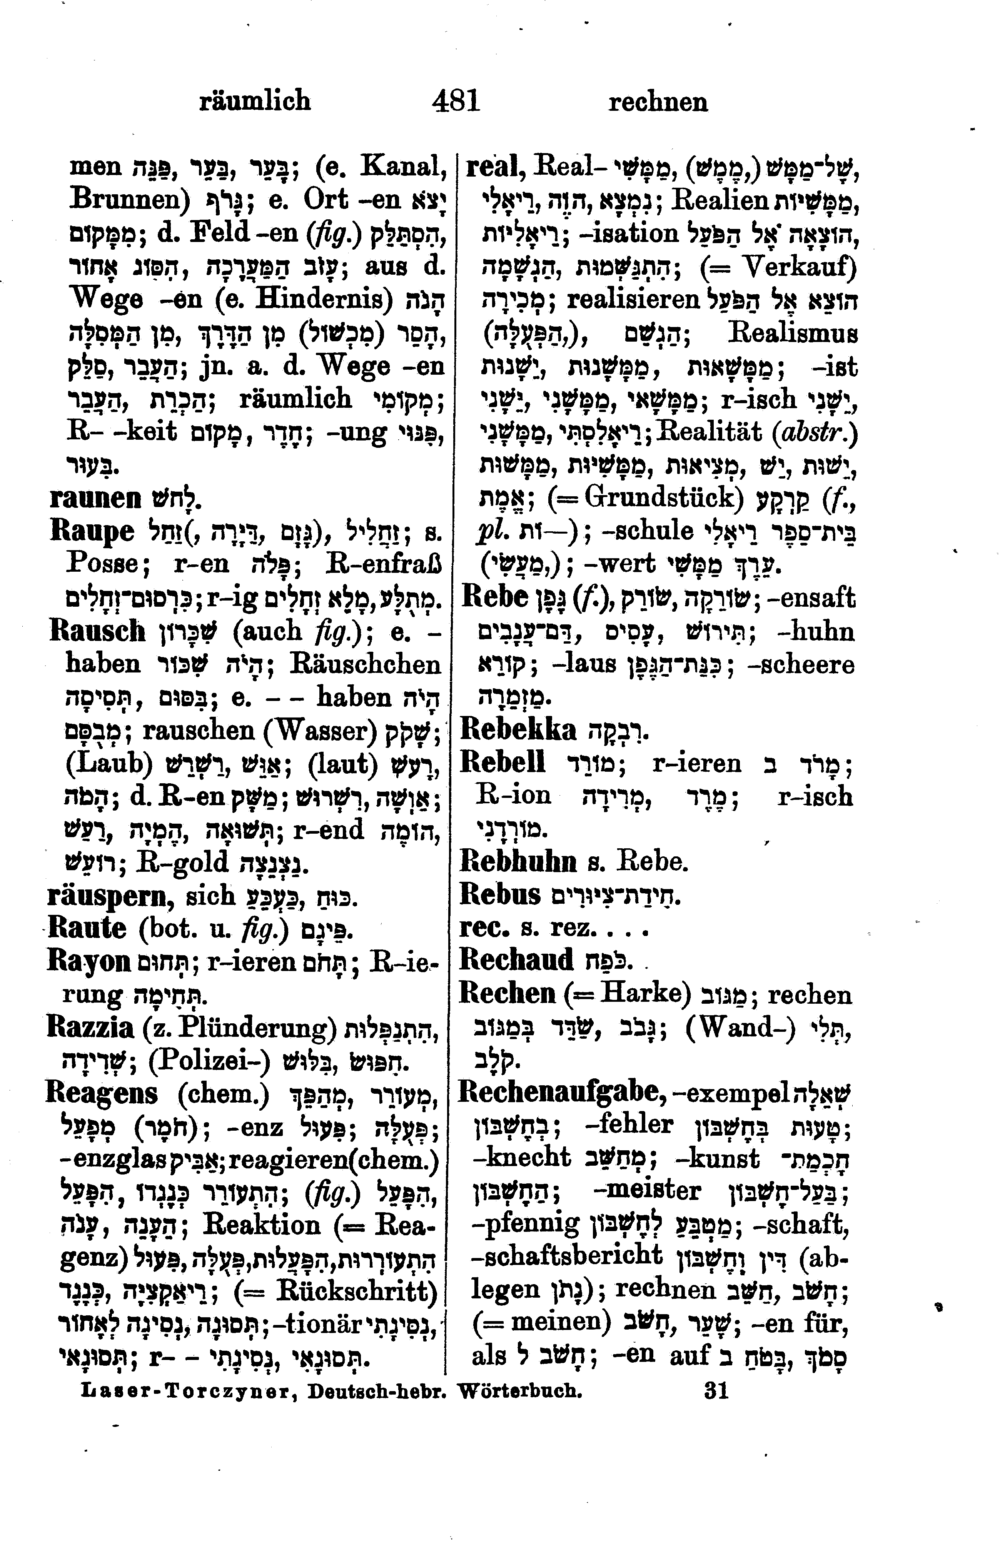 räumlich 481 rechnen
men בָּעֵר, בַּעֵר, פַּנֵּה; (e. Kanal,
Brunnen) גָּרֹף; e. Ort -en יָצֹא
מִמָּקוֹם; d. Feld -en (fig.) הִסְתַּלֵּק,
עָזוֹב הַמַּעֲרָכָה, הִסּוֹג אָחוֹר; aus d.
Wege -en (e. Hindernis) הָגֹה
הָסֵר (מִכְשׁוֹל) מִן הַדֶּרֶךְ, מִן הַמְּסִלָּה,
סַלֵּק, הַעֲבֵר; jn. a. d. Wege -en
הַכְרֵת, הַעֲבֵר; räumlich מְקוֹמִי;
R- -keit מָקוֹם, חָדֶר; -ung פִּנּוּי,
בִּעוּר.
raunen לָחֹשׁ.
Raupe זַחַל(, דֵּיָרָה, גָּזָם), זַחֲלִיל; s.
Posse; r-en פָּלֹה; R-enfraß
כִּרְסוּם־זְחָלִים; r-ig מָלֵא זְחָלִים, מְתֻלָּע.
Rausch שִׁכָּרוֹן (auch fig.); e. -
haben הָיֹה שִׁכּוֹר; Räuschchen
בִּסּוּם, תְּסִיסָה; e. - - haben הָיֹה
מְבֻסָּם; rauschen (Wasser) שָׁקֹק;
(Laub) אַוֵּשׁ, רַשְׁרֵשׁ; (laut) רָעֹשׁ,
הָמֹה; d. R-en מַשָּׁק; אִוְשָׁה, רִשְׁרוּשׁ;
תְּשׁוּאָה, הֶמְיָה, רַעַשׁ; r-end הוֹמֶה,
רוֹעֵשׁ; R-gold נַצְנָצָה.
räuspern, sich כּוּחַ, כַּעְכֵּעַ.
Raute (bot. u. fig.) פֵּיגָם.
Rayon תְּחוּם; r-ieren תָּחֹם; R-ie-
rung תְּחִימָה.
Razzia (z. Plünderung) הִתְנַפְּלוּת,
שְׁדִידָה; (Polizei-) חִפּוּשׂ, בִּלּוּשׁ.
Reagens (chem.) מְעוֹרֵר, מְהַפֵּךְ,
מַפְעֵל (חֹמֶר); -enz פִּעוּל; פְּעֻלָּה;
-enzglas אַבִּיק; reagieren (chem.)
הִפָּעֵל, הִתְעוֹרֵר כְּנֶגְדּוֹ; (fig.) הִפָּעֵל,
עָנֹה, הַעֲנֵה; Reaktion (= Rea-
genz) הִתְעוֹרְרוּת, הִפָּעֲלוּת, פְּעֻלָּה, פִּעוּל
כְּנֶגֶד, רֵיאַקְצִיָּה; (= Rückschritt)
תְּסוּגָה, נְסִיגָה לְאָחוֹר; -tionär נְסִיגָתִי,
תְּסוּגָאִי; r- - נְסִיגָתִי, תְּסוּגָאִי.
real, Real- מַמָּשִׁי, (מַמָּשׁ,) שֶׁל־מַמָּשׁ,
נִמְצָא, הוֶֹה, רֵיאָלִי; Realien מַמָּשִׁיּוֹת,
רֵיאָלִיּוֹת; -isation הוֹצָאָה אֶל הַפֹּעַל,
הִתְגַּשְּׁמוּת, הַגְשָׁמָה; (= Verkauf)
מְכִירָה; realisieren הוֹצֵא אֶל הַפֹּעַל
(הַפְעֻלָּה,), הַגְשֵׁם; Realismus
מַמָּשָׁאוּת, מַמָּשָׁנוּת, יֵשָׁנוּת; -ist
מַמָּשָׁאִי, מַמָּשָׁנִי, יֵשָׁנִי; r-isch יֵשָׁנִי,
מַמָּשָׁנִי, רֵיאָלִסְתִּי; Realität (abstr.)
יֵשׁוּת, יֵשׁ, מְצִיאוּת, מַמָּשִׁיּוּת, מַמָּשׁוּת,
אֱמֶת; (= Grundstück) קַרְקַע (f.,
pl. —וֹת); -schule בֵּית־סֵפֶר רֵיאָלִי
(מַעֲשִׂי,); -wert עֵרֶךְ מַמָּשִׁי.
Rebe גֶּפֶן (f.), שׂוֹרֵק, שׂוֹרֵקָה; -ensaft
תִּירוֹשׁ, עָסִיס, דַּם־עֲנָבִים; -huhn
קוֹרֵא; -laus כִּנַּת־הַגֶּפֶן; -scheere
מַזְמֵרָה.
Rebekka רִבְקָה.
Rebell מוֹרֵד; r-ieren מָרֹד ב;
R-ion מֶרֶד, מְרִידָה; r-isch
מוֹרְדָנִי.
Rebhuhn s. Rebe.
Rebus חִידַת־צִיּוּרִים.
rec. s. rez. . . .
Rechaud כֹּפַח.
Rechen (= Harke) מַגּוֹב; rechen
גָּבֹב, שַׂדֵּד בְּמַגּוֹב; (Wand-) תְּלִי,
קֹלָב.
Rechenaufgabe, -exempel שְׁאֵלָה
בְּחֶשְׁבּוֹן; -fehler טָעוּת בְּחֶשְׁבּוֹן;
-knecht מְחַשֵּׁב; -kunst חָכְמַת־
הַחֶשְׁבּוֹן; -meister בַּעַל־חֶשְׁבּוֹן;
-pfennig מַטְבֵּעַ לְחֶשְׁבּוֹן; -schaft,
-schaftsbericht דִּין וְחֶשְׁבּוֹן (ab-
legen נָתֹן); rechnen חָשֹׁב, חַשֵּׁב;
(= meinen) שָׁעֵר, חָשֹׁב; -en für,
als חָשֹׁב ל; -en auf בָּטֹחַ ב, סָמֹךְ
Laser-Torczyner, Deutsch-hebr. Wörterbuch. 31